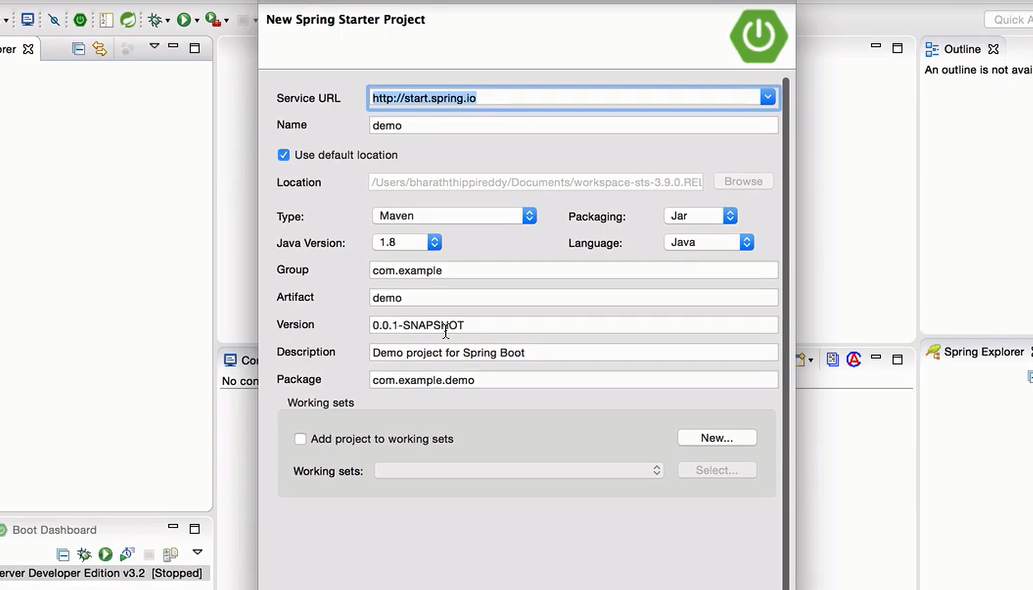 New Spring Starter Project
Quick A
Outline
An outline is not avai
Service URL http://start.spring.io
Name demo
Use default location
Location /Users/bharaththippireddy/Documents/workspace-sts-3.9.0.REL Browse
Type: Maven Packaging: Jar
Java Version: 1.8 Language: Java
Group com.example
Artifact demo
Version 0.0.1-SNAPSHOT
Description Demo project for Spring Boot
Package com.example.demo
Working sets
Add project to working sets New...
Working sets: Select...
Spring Explorer
Con
No con
Boot Dashboard
erver Developer Edition v3.2 [Stopped]